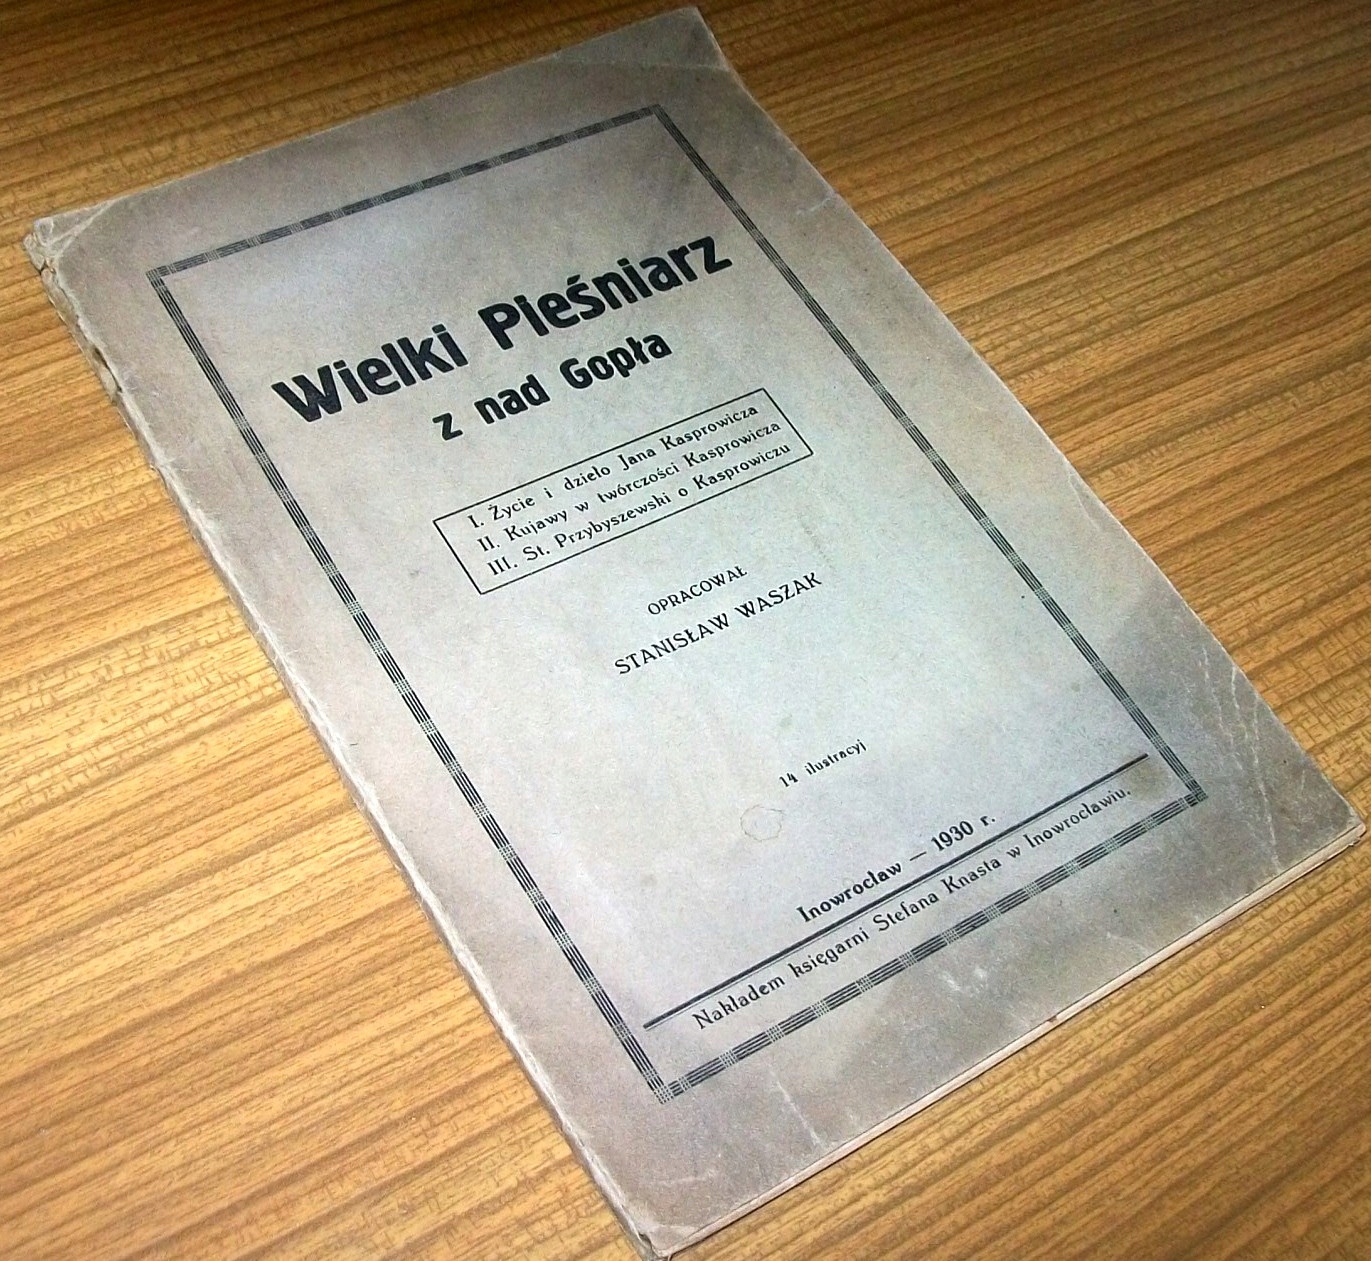 Wielki Pieśniarz
z nad Gopła
I. Życie i dzieło Jana Kasprowicza
II. Kujawy w twórczości Kasprowicza
III. St. Przybyszewski o Kasprowiczu
OPRACOWAŁ
STANISŁAW WASZAK
14 ilustracyj
Inowrocław — 1930 r.
Nakładem księgarni Stefana Knasta w Inowrocławiu.